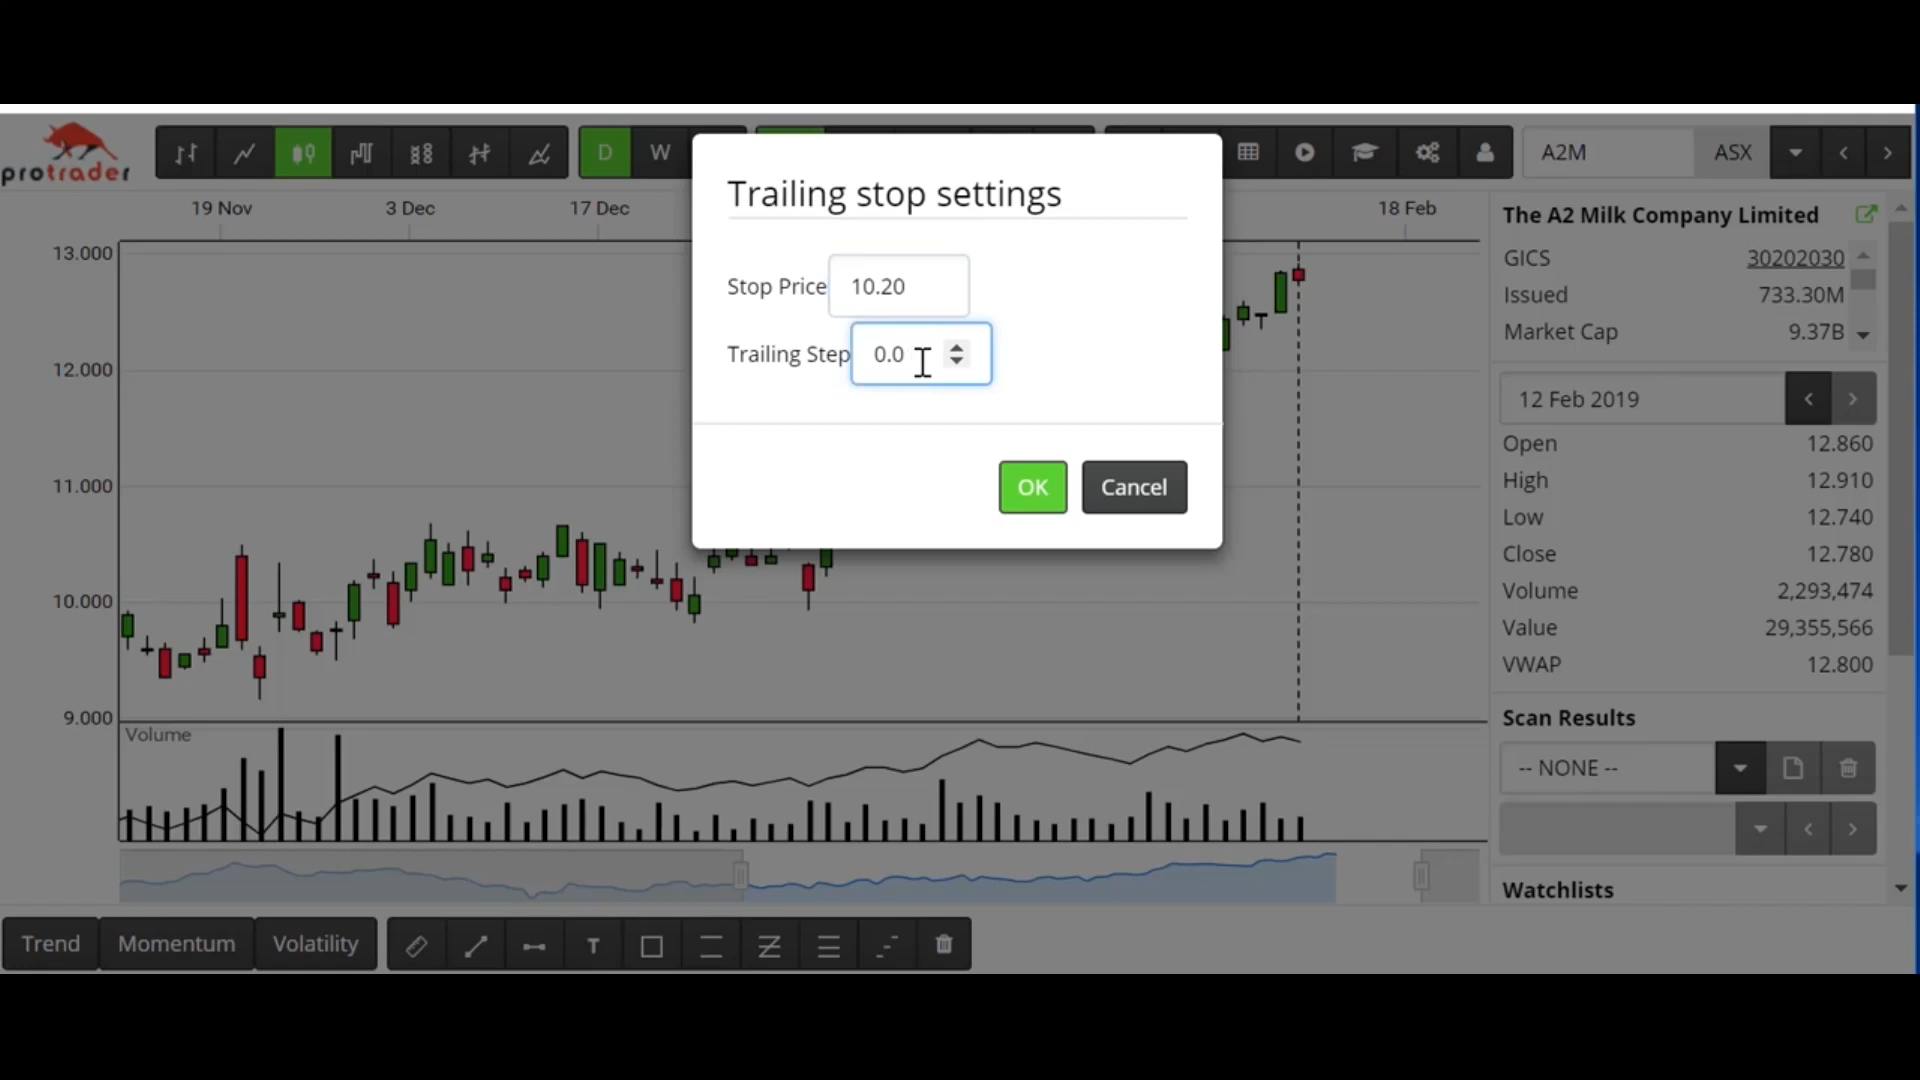 protrader
D
W
A2M
ASX
19 Nov
3 Dec
17 Dec
18 Feb
13.000
12.000
11.000
10.000
9.000
Volume
Trailing stop settings
Stop Price 10.20
Trailing Step 0.0
OK
Cancel
The A2 Milk Company Limited
GICS 30202030
Issued 733.30M
Market Cap 9.37B
12 Feb 2019
Open 12.860
High 12.910
Low 12.740
Close 12.780
Volume 2,293,474
Value 29,355,566
VWAP 12.800
Scan Results
-- NONE --
Watchlists
Trend
Momentum
Volatility
T